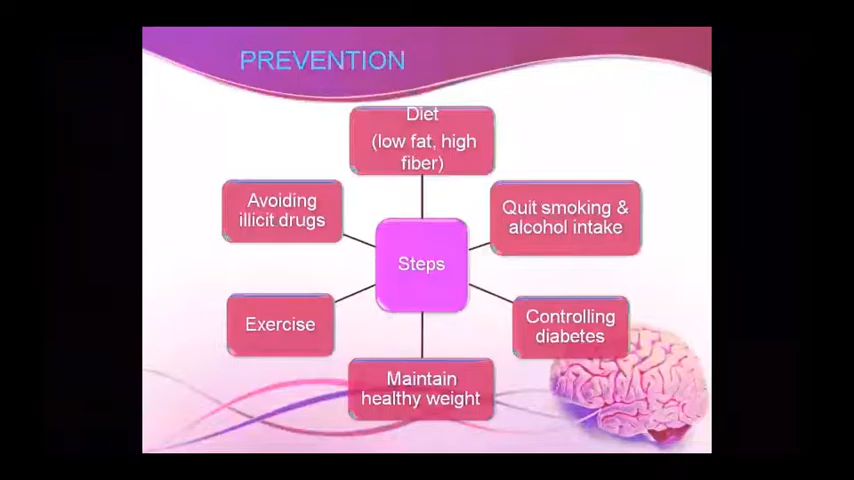 PREVENTION
Diet
(low fat, high
fiber)
Avoiding
illicit drugs
Quit smoking &
alcohol intake
Steps
Exercise
Controlling
diabetes
Maintain
healthy weight